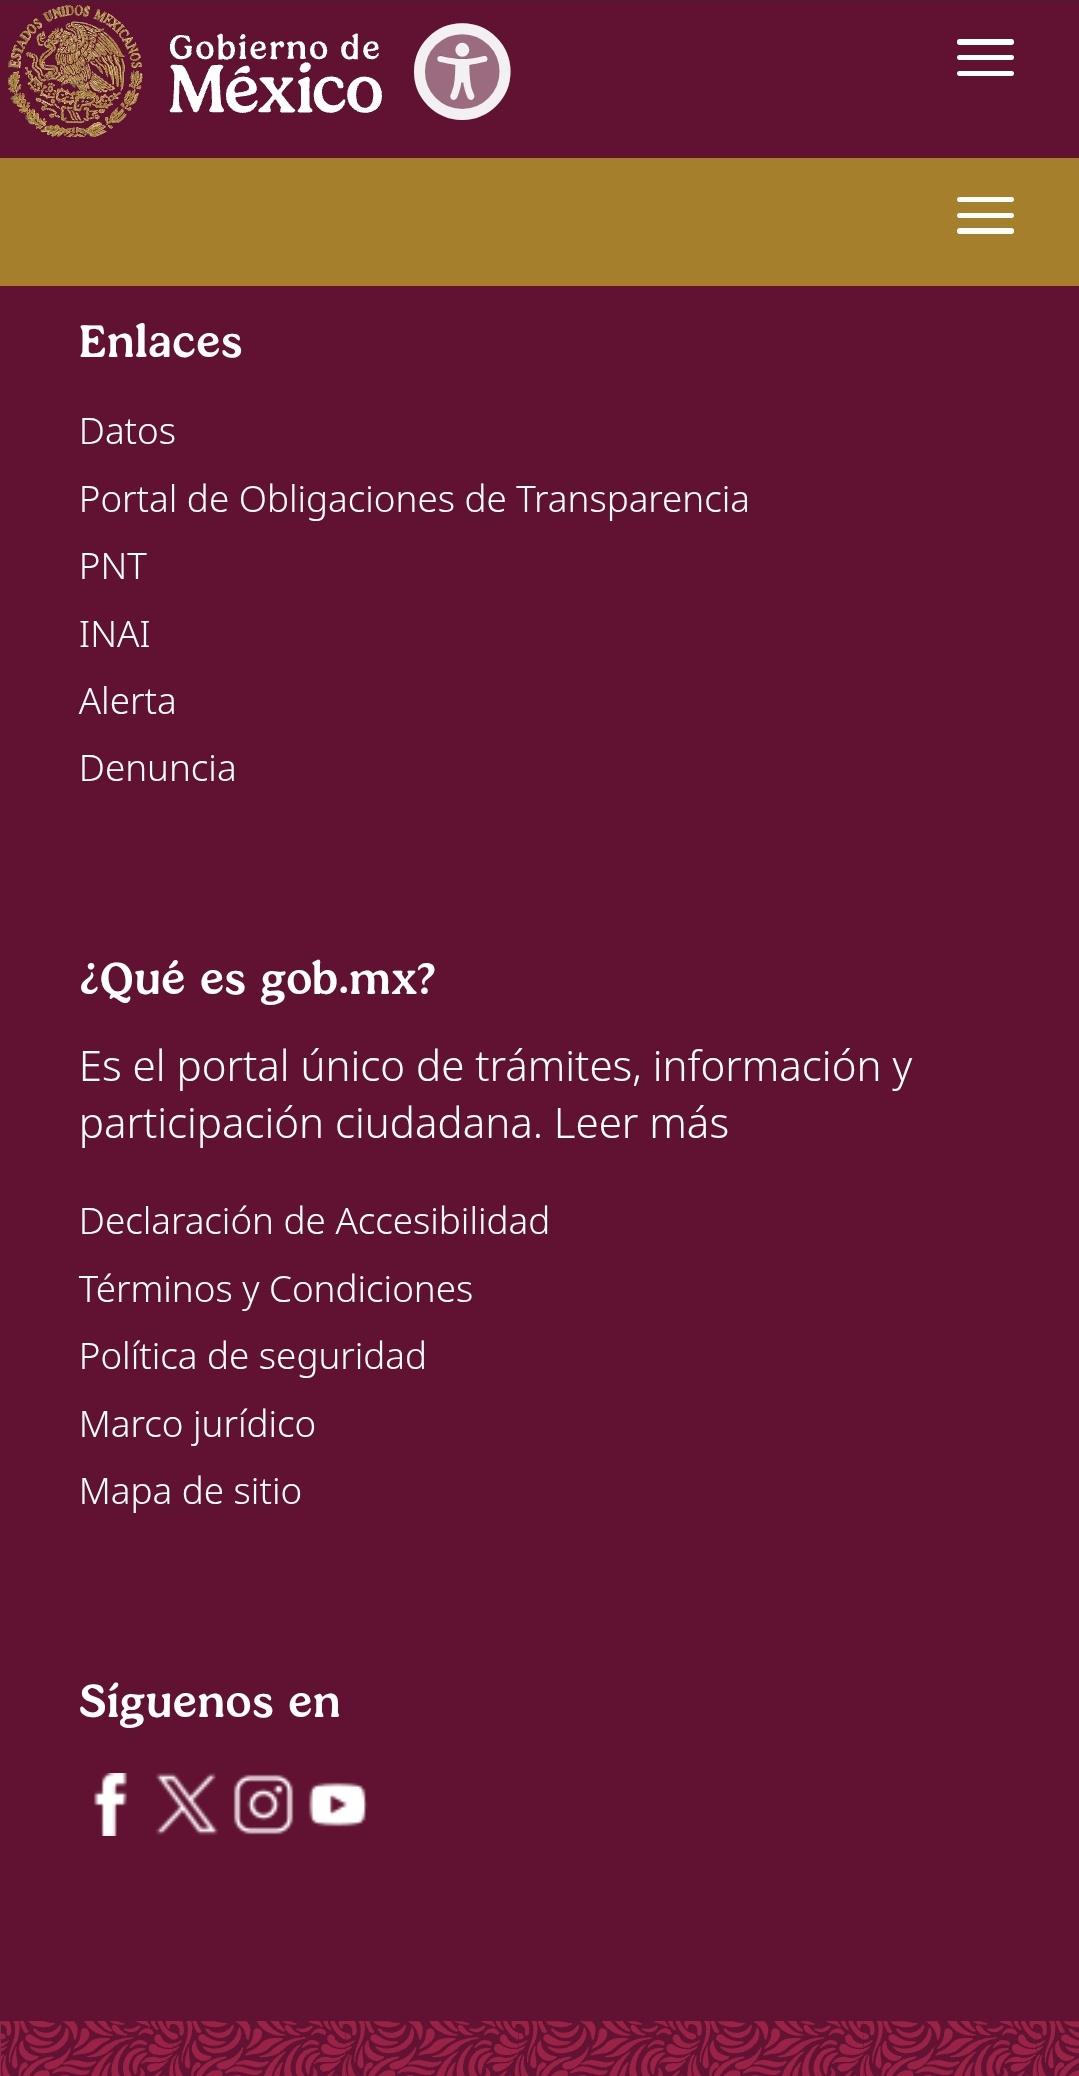 ESTADOS UNIDOS MEXICANOS
Gobierno de
México
Enlaces
Datos
Portal de Obligaciones de Transparencia
PNT
INAI
Alerta
Denuncia
¿Qué es gob.mx?
Es el portal único de trámites, información y
participación ciudadana. Leer más
Declaración de Accesibilidad
Términos y Condiciones
Política de seguridad
Marco jurídico
Mapa de sitio
Síguenos en